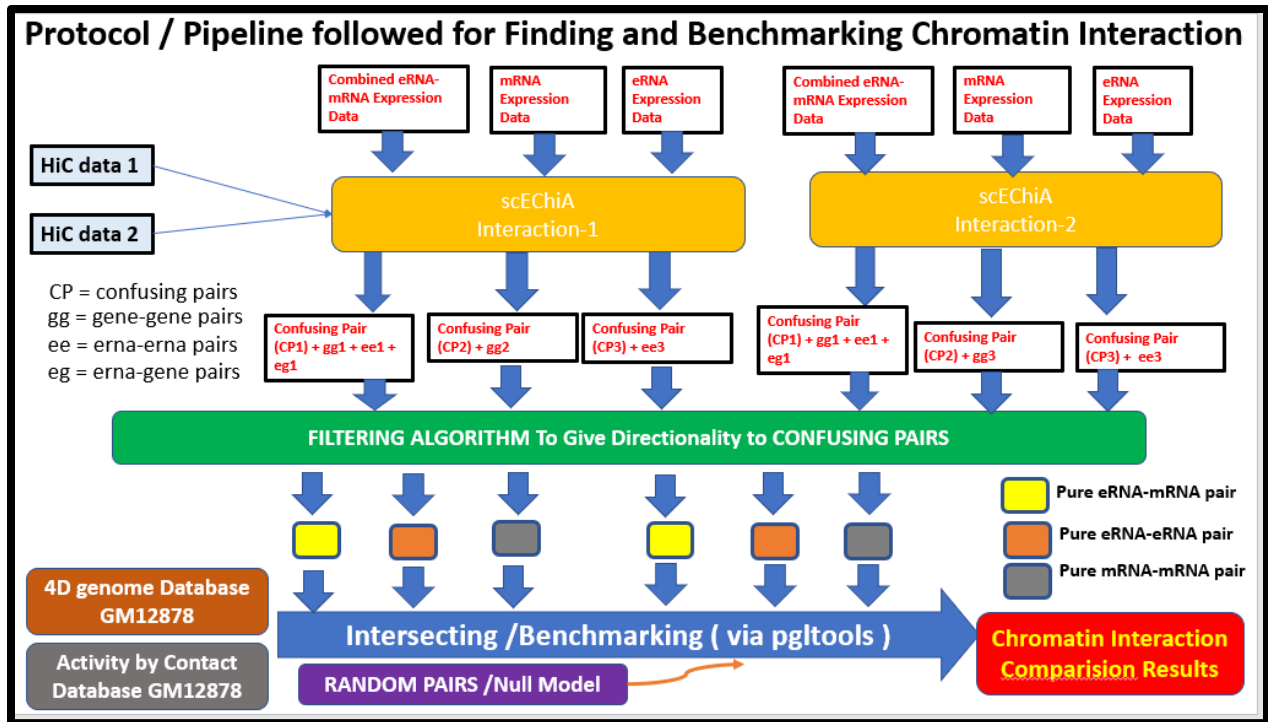 Protocol / Pipeline followed for Finding and Benchmarking Chromatin Interaction
Combined eRNA-
mRNA Expression
Data
mRNA
Expression
Data
eRNA
Expression
Data
Combined eRNA-
mRNA Expression
Data
mRNA
Expression
Data
eRNA
Expression
Data
HiC data 1
HiC data 2
scEChiA
Interaction-1
scEChiA
Interaction-2
CP = confusing pairs
gg = gene-gene pairs
ee = erna-erna pairs
eg = erna-gene pairs
Confusing Pair
(CP1) + gg1 + ee1 +
eg1
Confusing Pair
(CP2) + gg2
Confusing Pair
(CP3) + ee3
Confusing Pair
(CP1) + gg1 + ee1 +
eg1
Confusing Pair
(CP2) + gg3
Confusing Pair
(CP3) + ee3
FILTERING ALGORITHM To Give Directionality to CONFUSING PAIRS
Pure eRNA-mRNA pair
Pure eRNA-eRNA pair
Pure mRNA-mRNA pair
4D genome Database
GM12878
Activity by Contact
Database GM12878
Intersecting /Benchmarking ( via pgltools )
RANDOM PAIRS /Null Model
Chromatin Interaction
Comparision Results